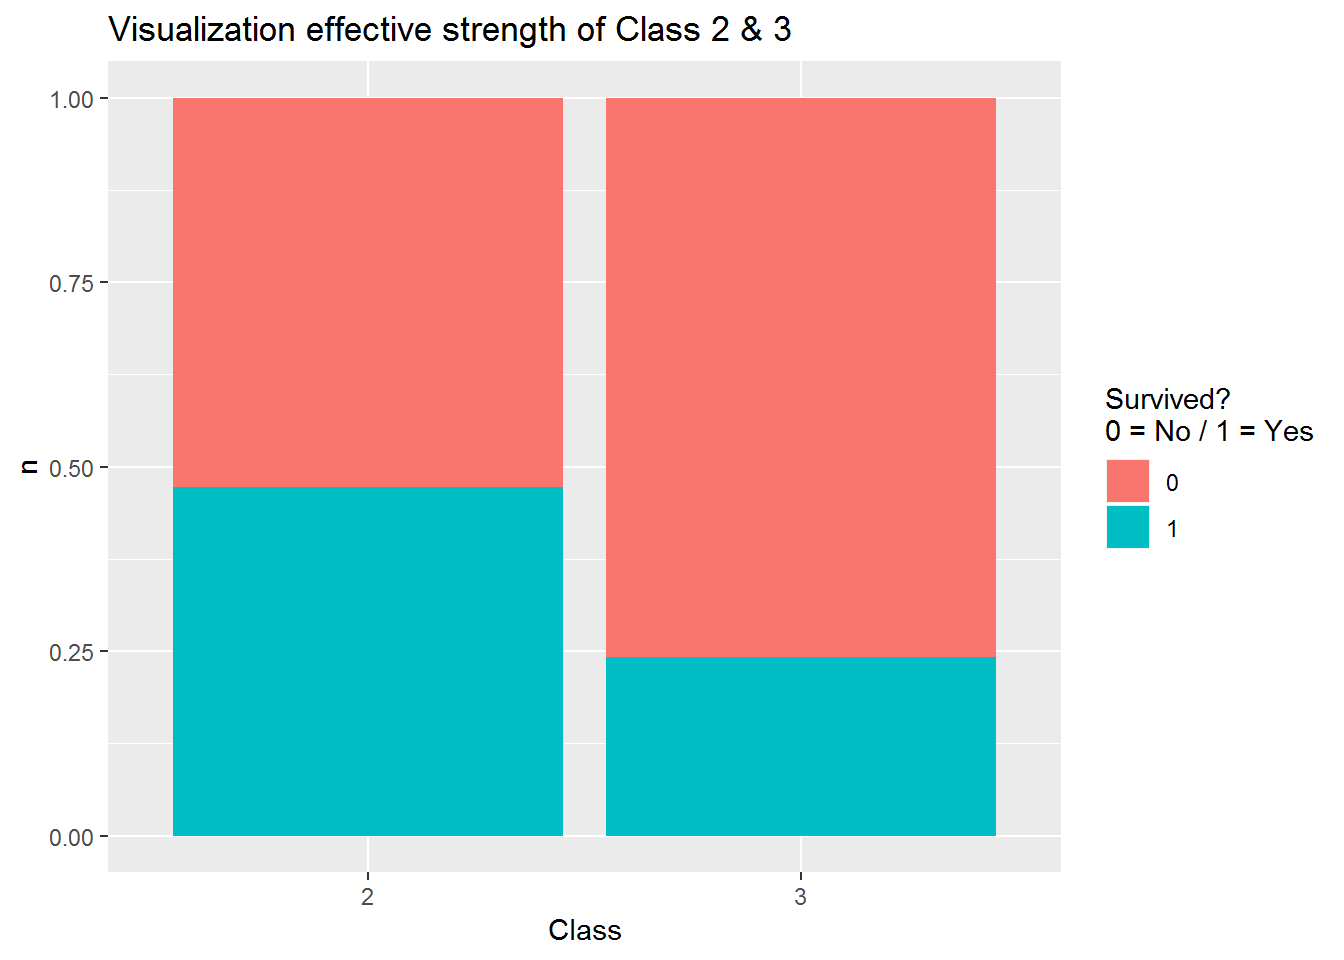 Visualization effective strength of Class 2 & 3
1.00
0.75
0.50
0.25
0.00
n
2
3
Class
Survived?
0 = No / 1 = Yes
0
1